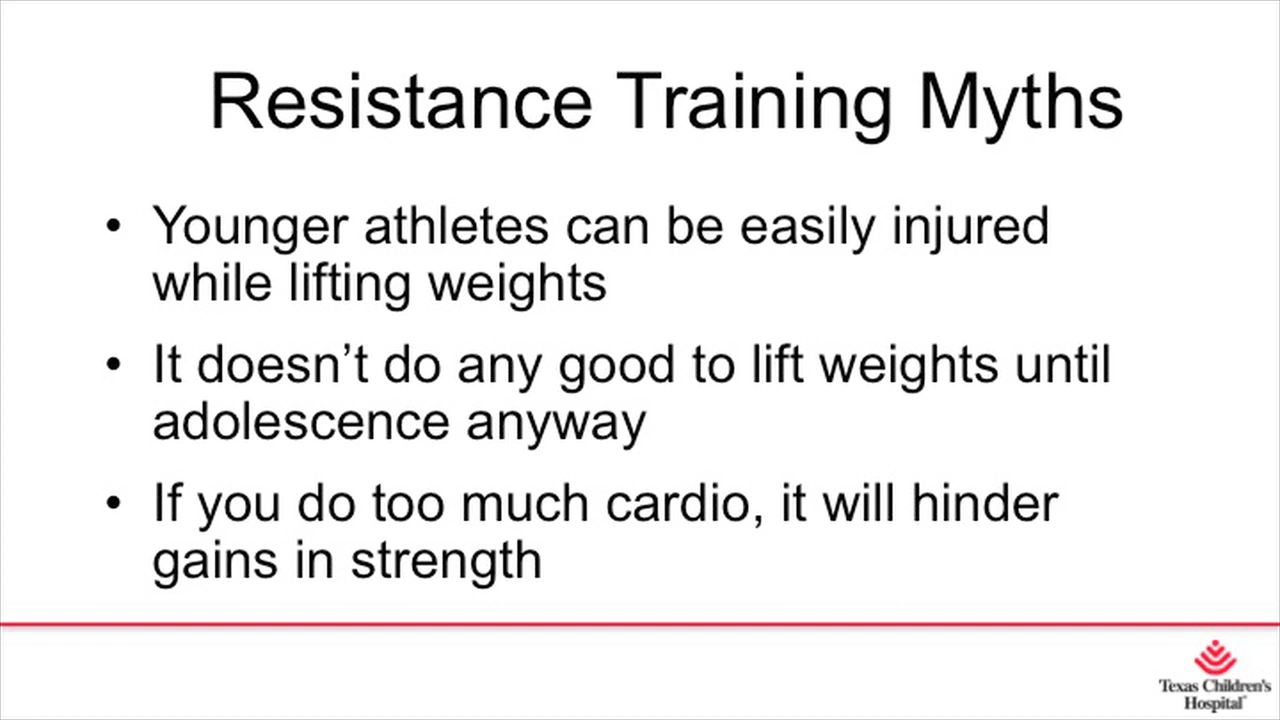 Resistance Training Myths
• Younger athletes can be easily injured
while lifting weights
• It doesn’t do any good to lift weights until
adolescence anyway
• If you do too much cardio, it will hinder
gains in strength
Texas Children's
Hospital